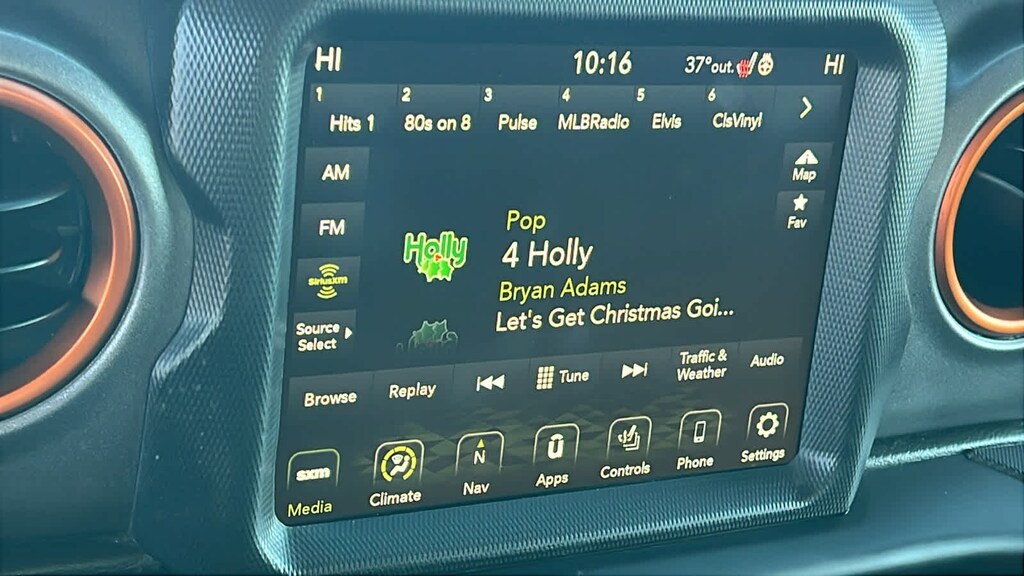 HI 10:16 37°out. HI
1 2 3 4 5 6
Hits 1 80s on 8 Pulse MLBRadio Elvis ClsVinyl
AM
Map
FM
Fav
Holly
Pop
4 Holly
Bryan Adams
Let's Get Christmas Goi...
SiriusXM
Source
Select
Browse Replay Tune Traffic &
Weather
Audio
sxm
N
Media Climate Nav Apps Controls Phone Settings